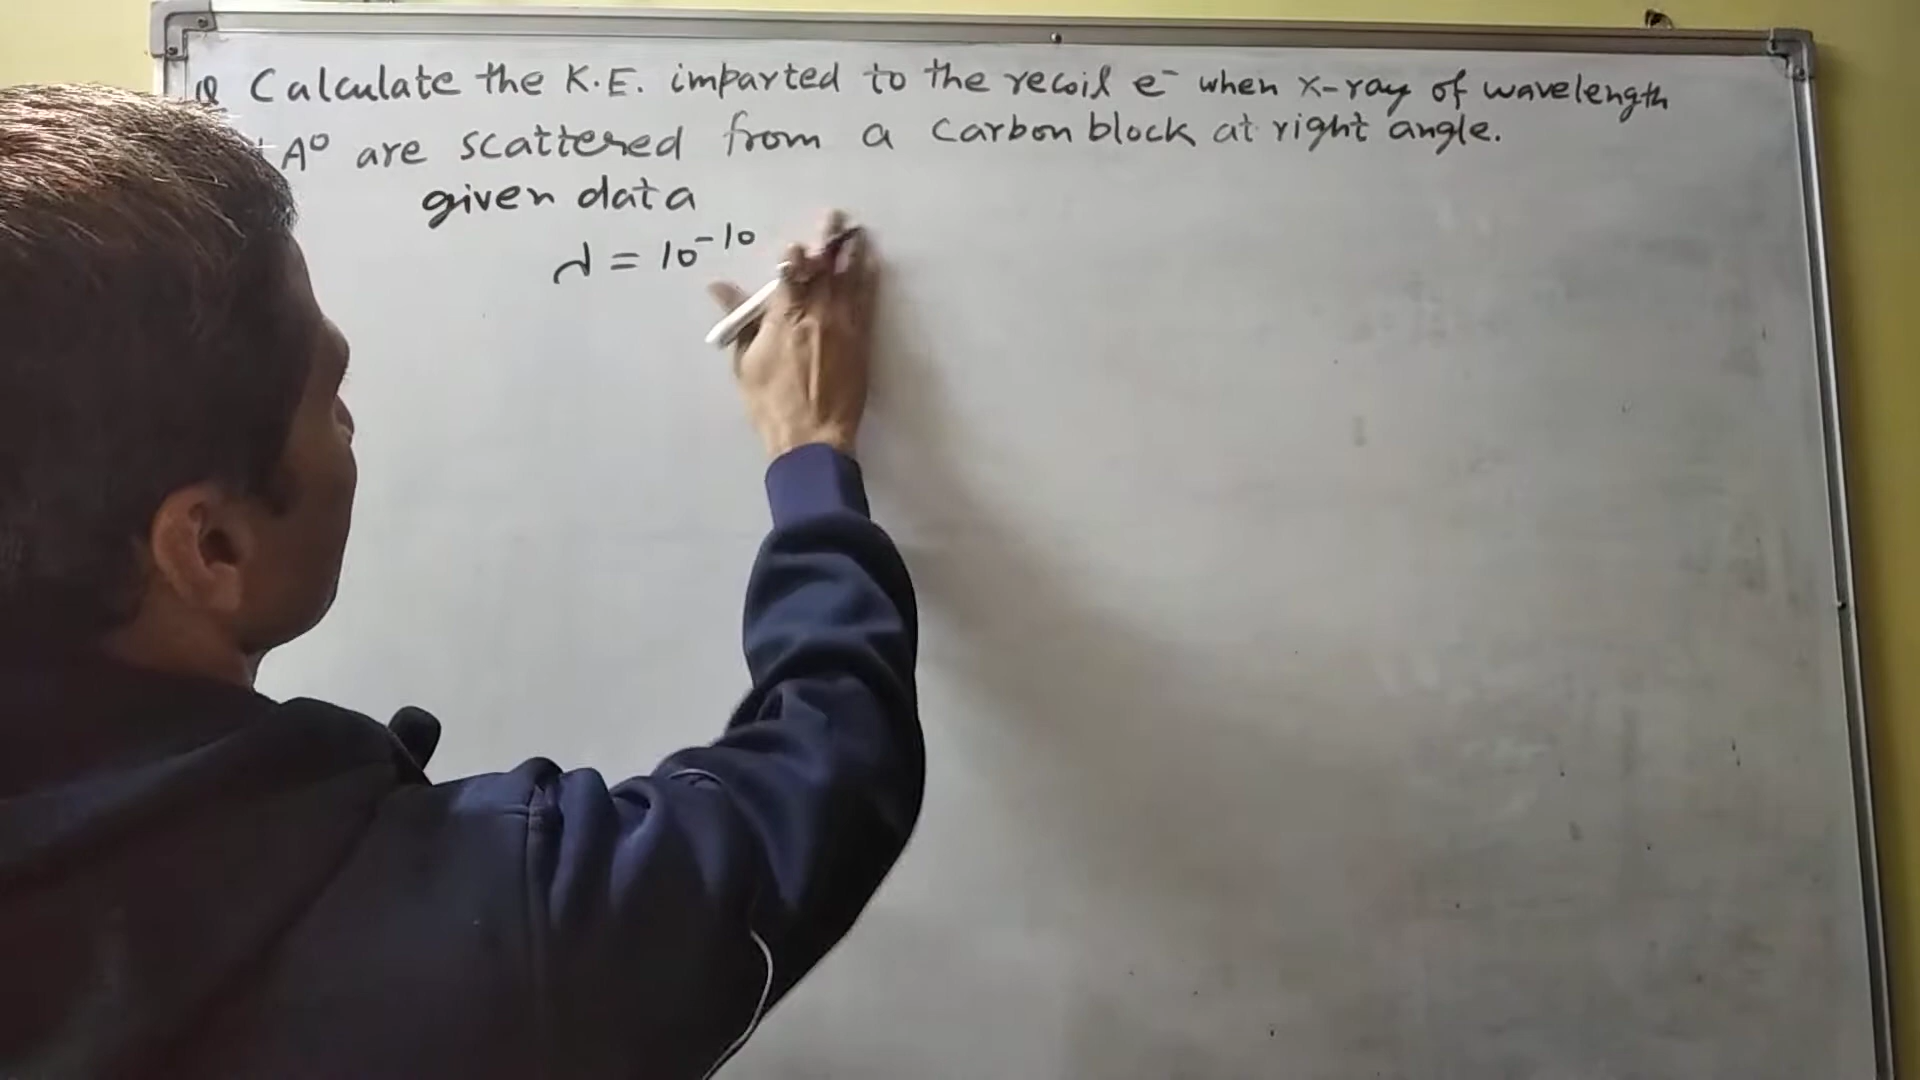 Q Calculate the K.E. imparted to the recoil e⁻ when x-ray of wavelength
A⁰ are scattered from a carbon block at right angle.
given data
λ = 10⁻¹⁰